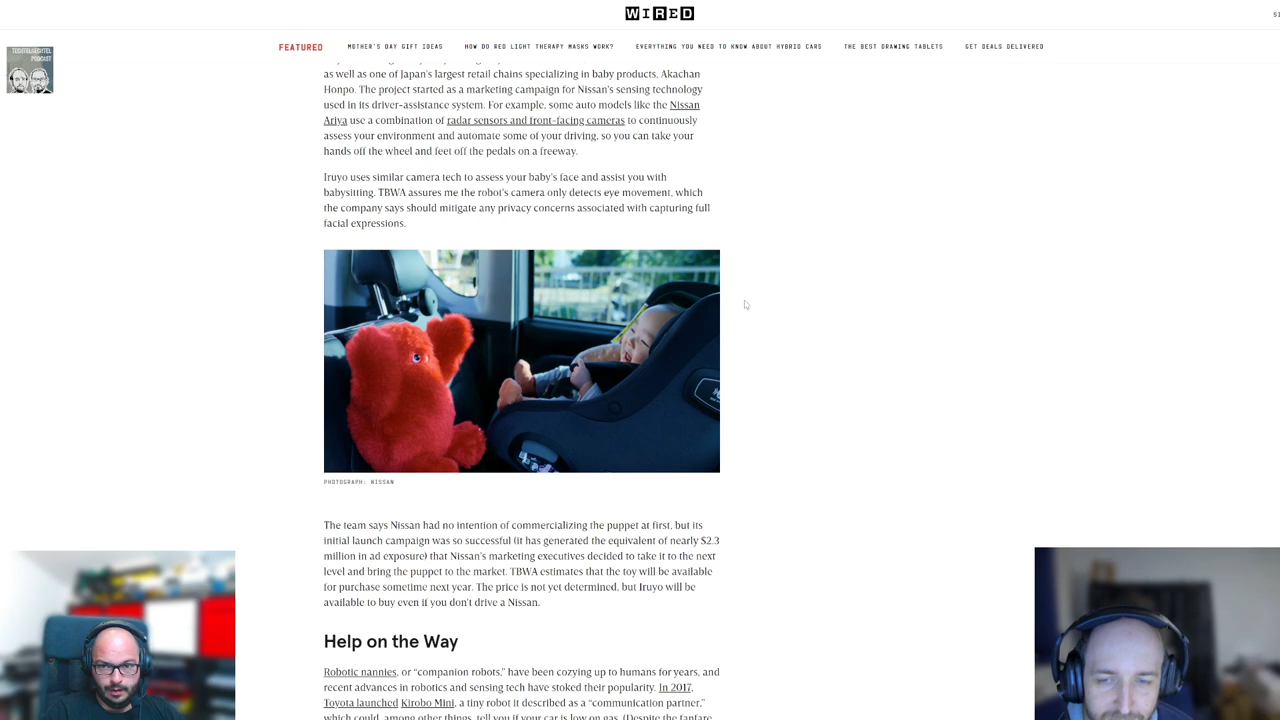 WIRED
FEATURED
MOTHER'S DAY GIFT IDEAS
HOW DO RED LIGHT THERAPY MASKS WORK?
EVERYTHING YOU NEED TO KNOW ABOUT HYBRID CARS
THE BEST DRAWING TABLETS
GET DEALS DELIVERED
TECHTELMECHTEL
PODCAST
as well as one of Japan's largest retail chains specializing in baby products, Akachan
Honpo. The project started as a marketing campaign for Nissan's sensing technology
used in its driver-assistance system. For example, some auto models like the Nissan
Ariya use a combination of radar sensors and front-facing cameras to continuously
assess your environment and automate some of your driving, so you can take your
hands off the wheel and feet off the pedals on a freeway.
Iruyo uses similar camera tech to assess your baby's face and assist you with
babysitting. TBWA assures me the robot's camera only detects eye movement, which
the company says should mitigate any privacy concerns associated with capturing full
facial expressions.
PHOTOGRAPH: NISSAN
The team says Nissan had no intention of commercializing the puppet at first, but its
initial launch campaign was so successful (it has generated the equivalent of nearly $2.3
million in ad exposure) that Nissan's marketing executives decided to take it to the next
level and bring the puppet to the market. TBWA estimates that the toy will be available
for purchase sometime next year. The price is not yet determined, but Iruyo will be
available to buy even if you don't drive a Nissan.
Help on the Way
Robotic nannies, or "companion robots," have been cozying up to humans for years, and
recent advances in robotics and sensing tech have stoked their popularity. In 2017,
Toyota launched Kirobo Mini, a tiny robot it described as a "communication partner,"
which could, among other things, tell you if your car is low on gas. (Despite the fanfare